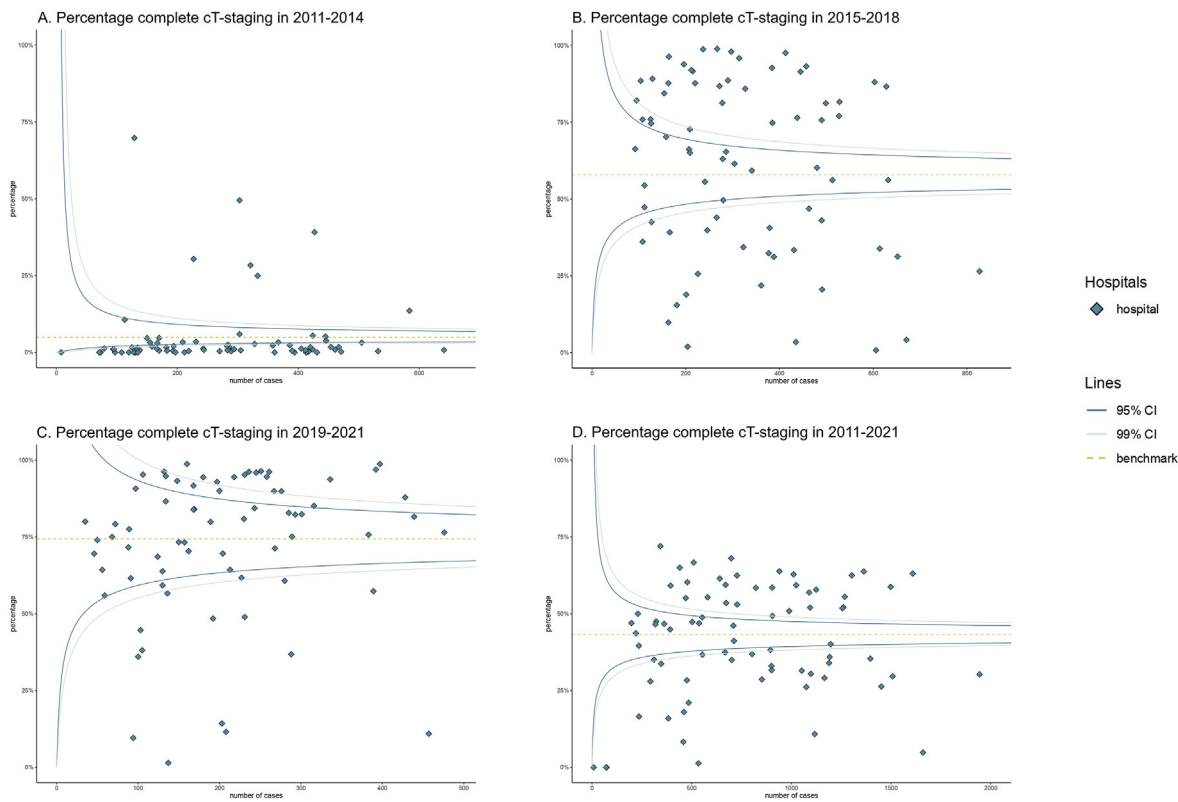 A. Percentage complete cT-staging in 2011-2014
100%
75%
50%
25%
0%
percentage
0
200
400
600
number of cases
B. Percentage complete cT-staging in 2015-2018
100%
75%
50%
25%
0%
percentage
0
200
400
600
800
number of cases
C. Percentage complete cT-staging in 2019-2021
100%
75%
50%
25%
0%
percentage
0
100
200
300
400
500
number of cases
D. Percentage complete cT-staging in 2011-2021
100%
75%
50%
25%
0%
percentage
0
500
1000
1500
2000
number of cases
Hospitals
hospital
Lines
95% CI
99% CI
benchmark